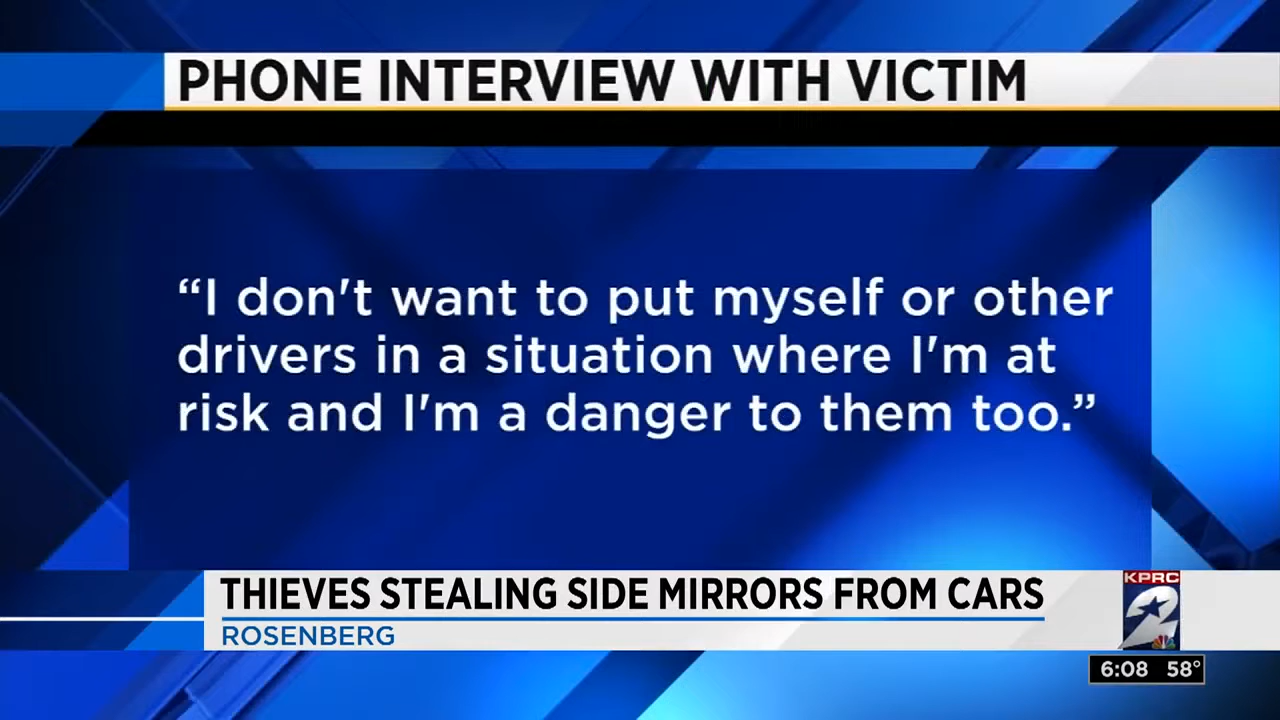 PHONE INTERVIEW WITH VICTIM
“I don't want to put myself or other
drivers in a situation where I'm at
risk and I'm a danger to them too.”
THIEVES STEALING SIDE MIRRORS FROM CARS
ROSENBERG
KPRC
2
6:08 58°